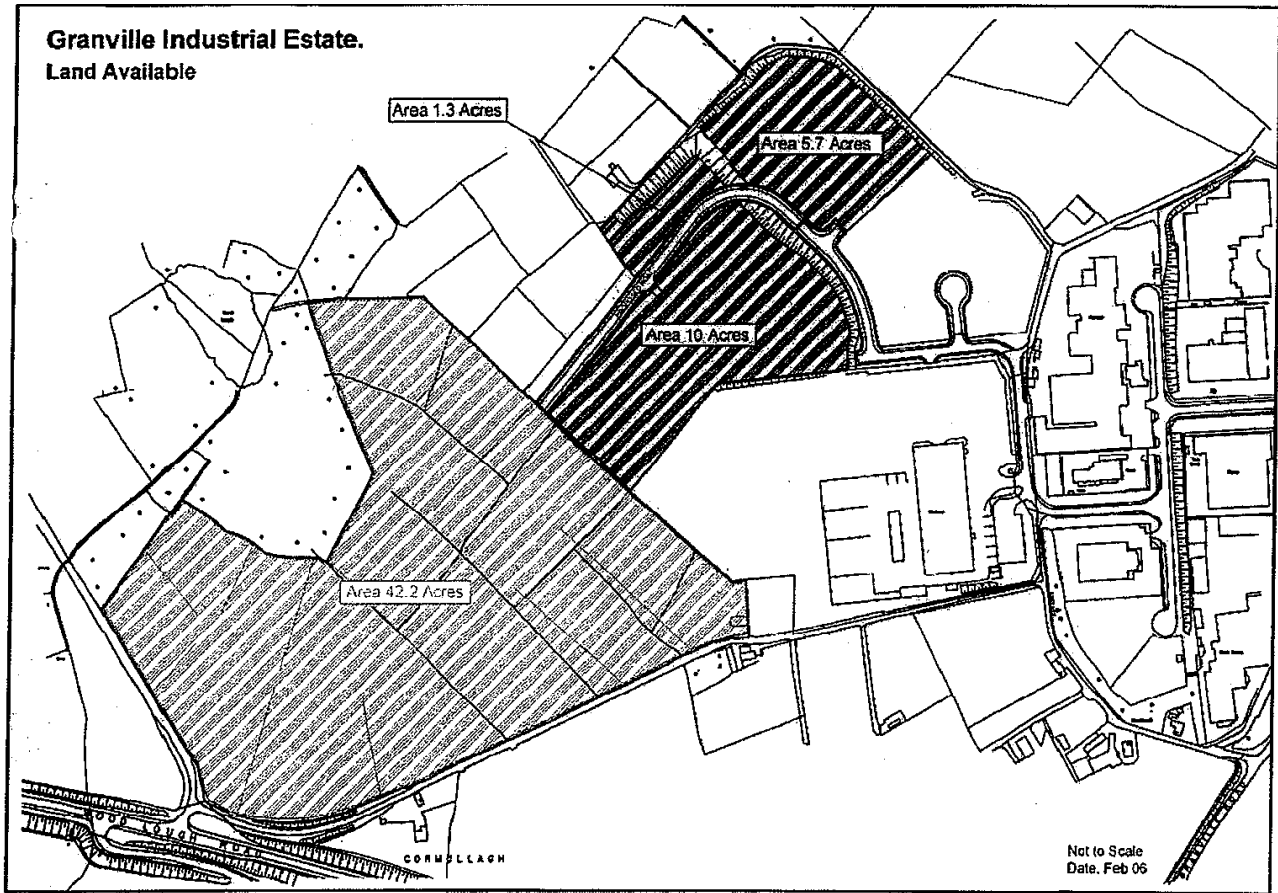 Granville Industrial Estate.
Land Available
Area 1.3 Acres
Area 5.7 Acres
Area 10 Acres
Area 42.2 Acres
LOUGH
CORMULLAGH
Not to Scale
Date. Feb 06